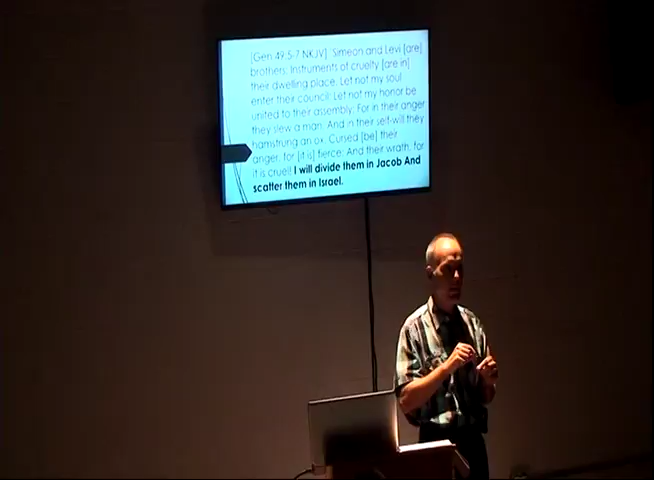 [Gen 49:5-7 NKJV] Simeon and Levi [are]
brothers; Instruments of cruelty [are in]
their dwelling place. Let not my soul
enter their council; Let not my honor be
united to their assembly; For in their anger
they slew a man, And in their self-will they
hamstrung an ox. Cursed [be] their
anger, for [it is] fierce; And their wrath, for
it is cruel! I will divide them in Jacob And
scatter them in Israel.